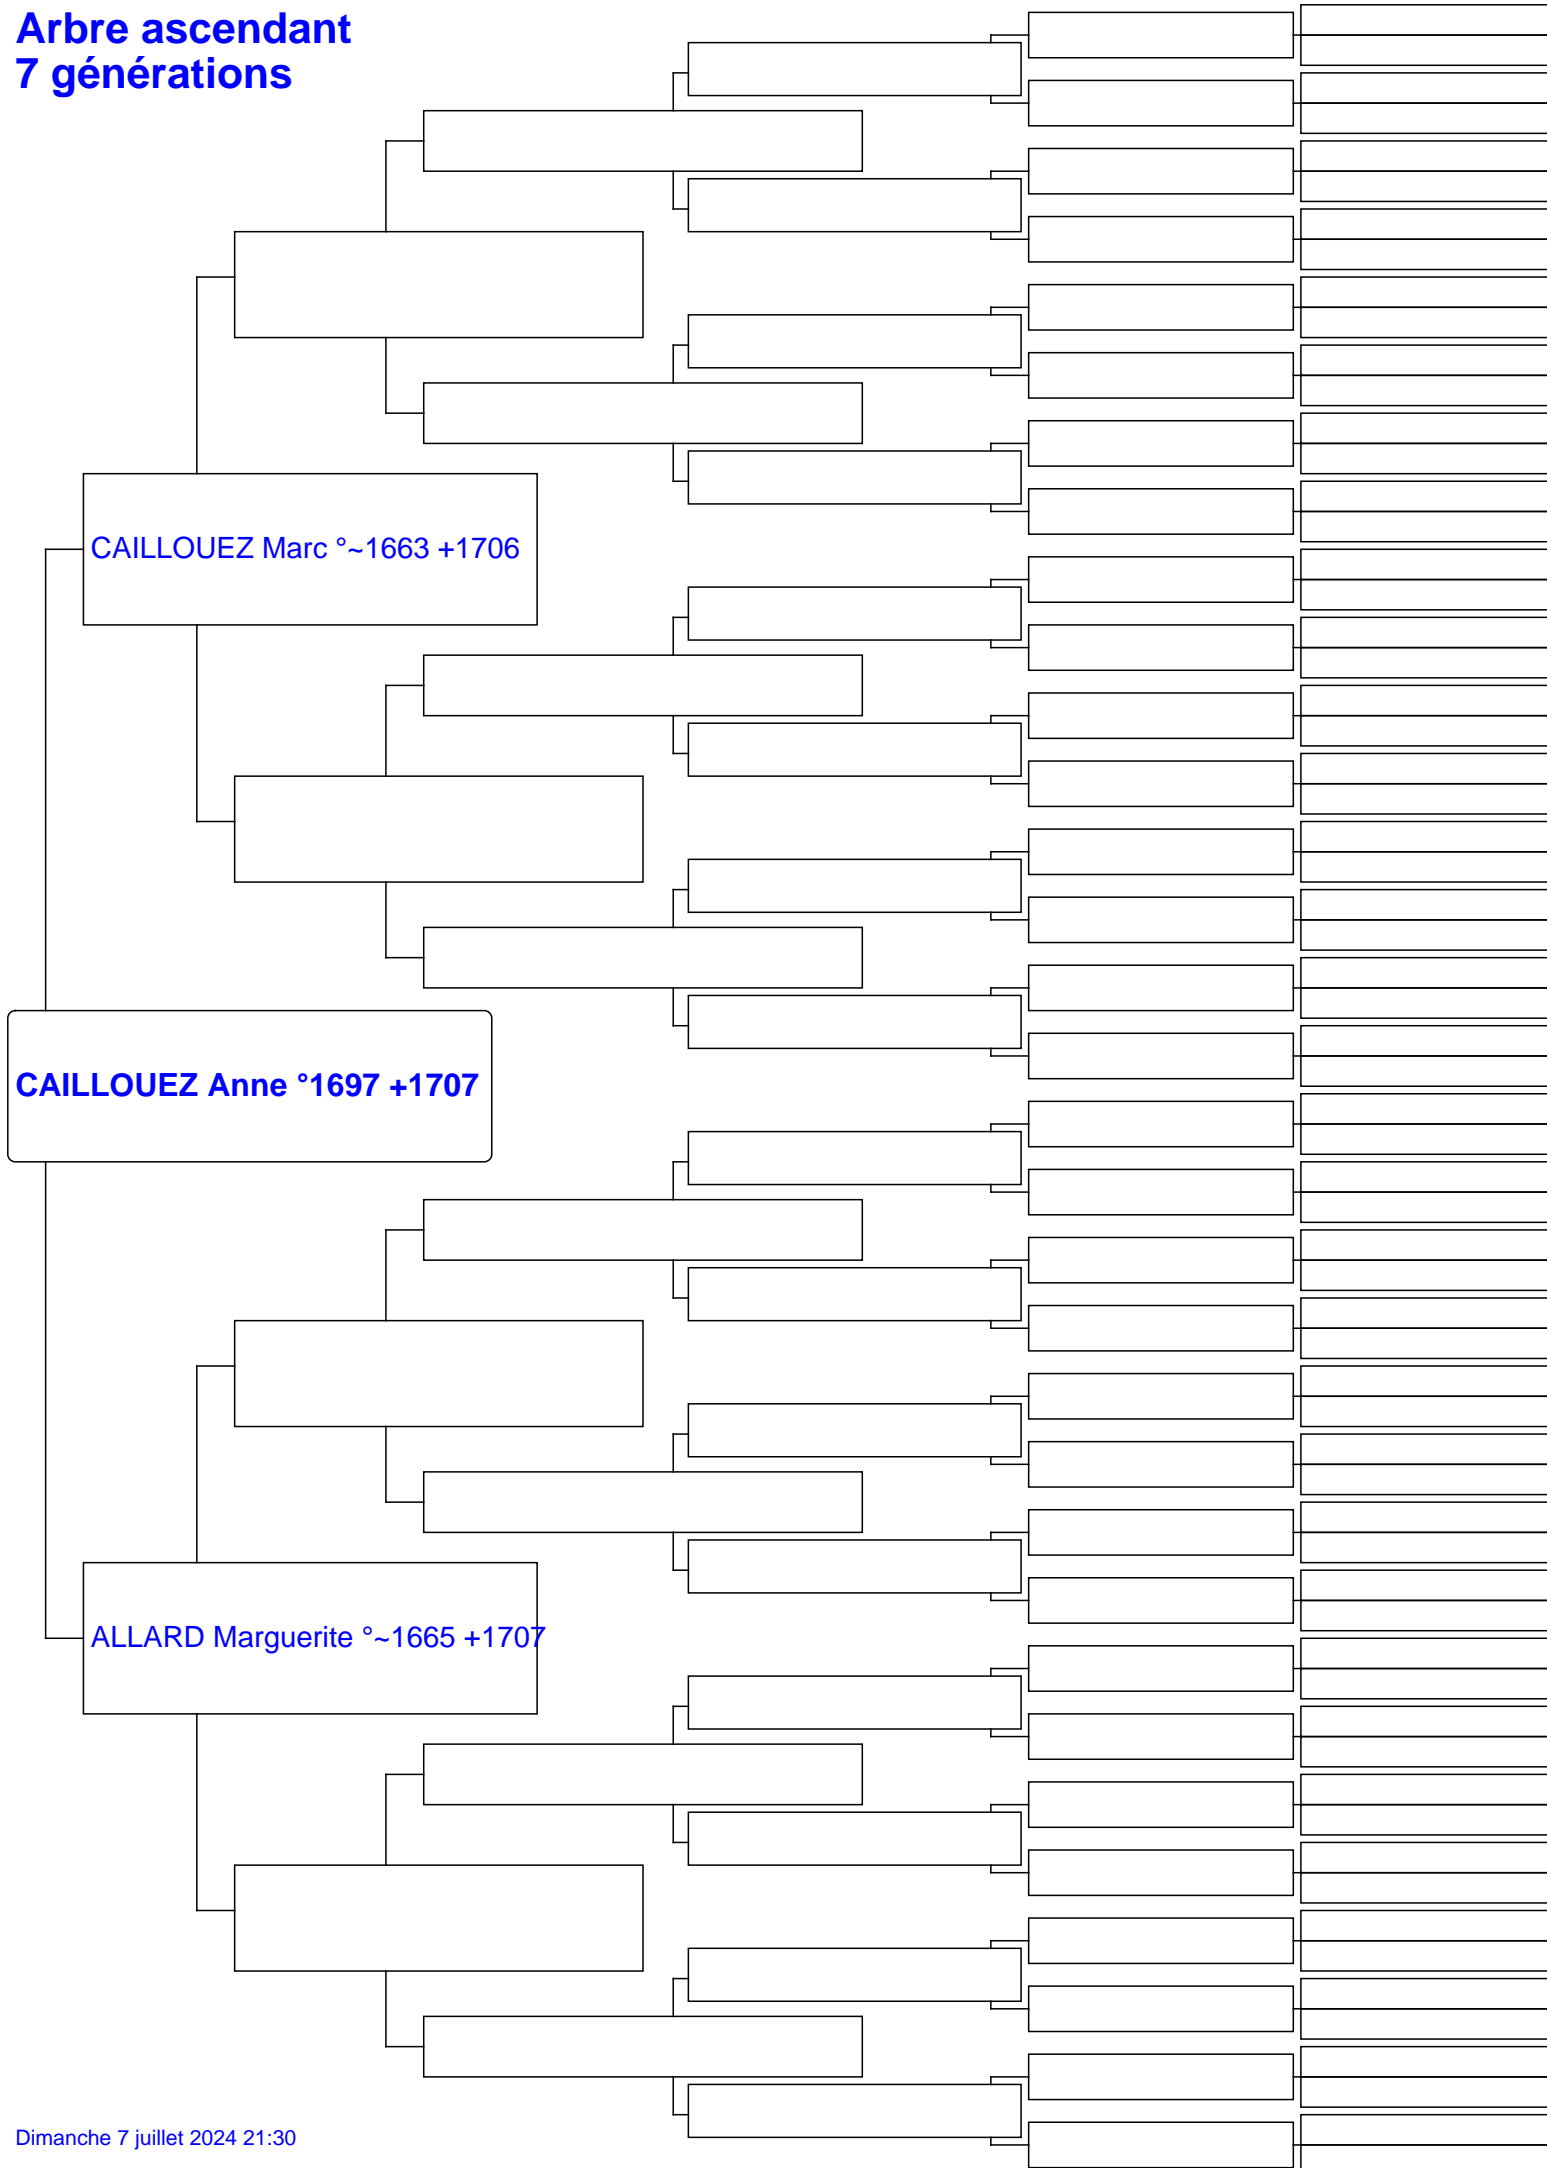 Arbre ascendant
7 générations
CAILLOUEZ Marc °~1663 +1706
CAILLOUEZ Anne °1697 +1707
ALLARD Marguerite °~1665 +1707
Dimanche 7 juillet 2024 21:30